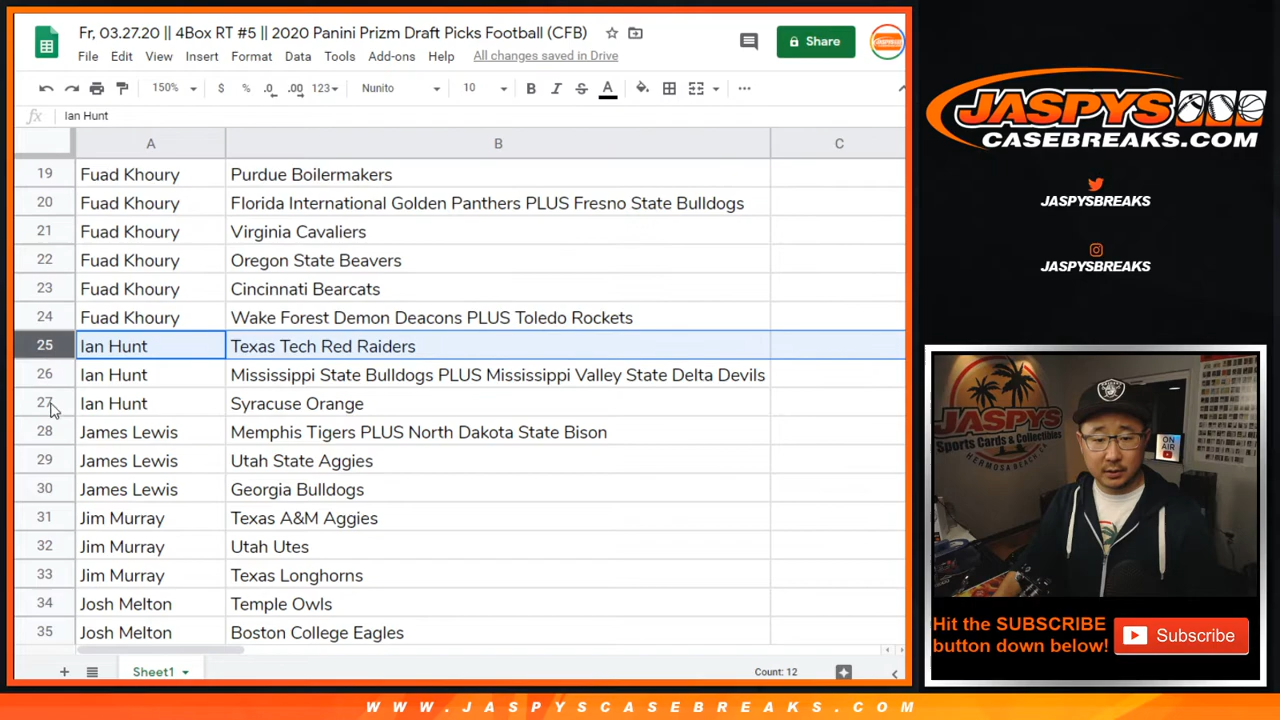 Fr, 03.27.20 || 4Box RT #5 || 2020 Panini Prizm Draft Picks Football (CFB)
Share
File Edit View Insert Format Data Tools Add-ons Help All changes saved in Drive
150% $ % .0 .00 123 Nunito 10 B I S A
fx Ian Hunt
A B C
19 Fuad Khoury Purdue Boilermakers
20 Fuad Khoury Florida International Golden Panthers PLUS Fresno State Bulldogs
21 Fuad Khoury Virginia Cavaliers
22 Fuad Khoury Oregon State Beavers
23 Fuad Khoury Cincinnati Bearcats
24 Fuad Khoury Wake Forest Demon Deacons PLUS Toledo Rockets
25 Ian Hunt Texas Tech Red Raiders
26 Ian Hunt Mississippi State Bulldogs PLUS Mississippi Valley State Delta Devils
27 Ian Hunt Syracuse Orange
28 James Lewis Memphis Tigers PLUS North Dakota State Bison
29 James Lewis Utah State Aggies
30 James Lewis Georgia Bulldogs
31 Jim Murray Texas A&M Aggies
32 Jim Murray Utah Utes
33 Jim Murray Texas Longhorns
34 Josh Melton Temple Owls
35 Josh Melton Boston College Eagles
Sheet1 Count: 12
JASPYS
CASEBREAKS.COM
JASPYSBREAKS
JASPYSBREAKS
JASPYS
Sports Cards & Collectibles
HERMOSA BEACH, CA
ON AIR
Hit the SUBSCRIBE
button down below!
Subscribe
WWW.JASPYSCASEBREAKS.COM